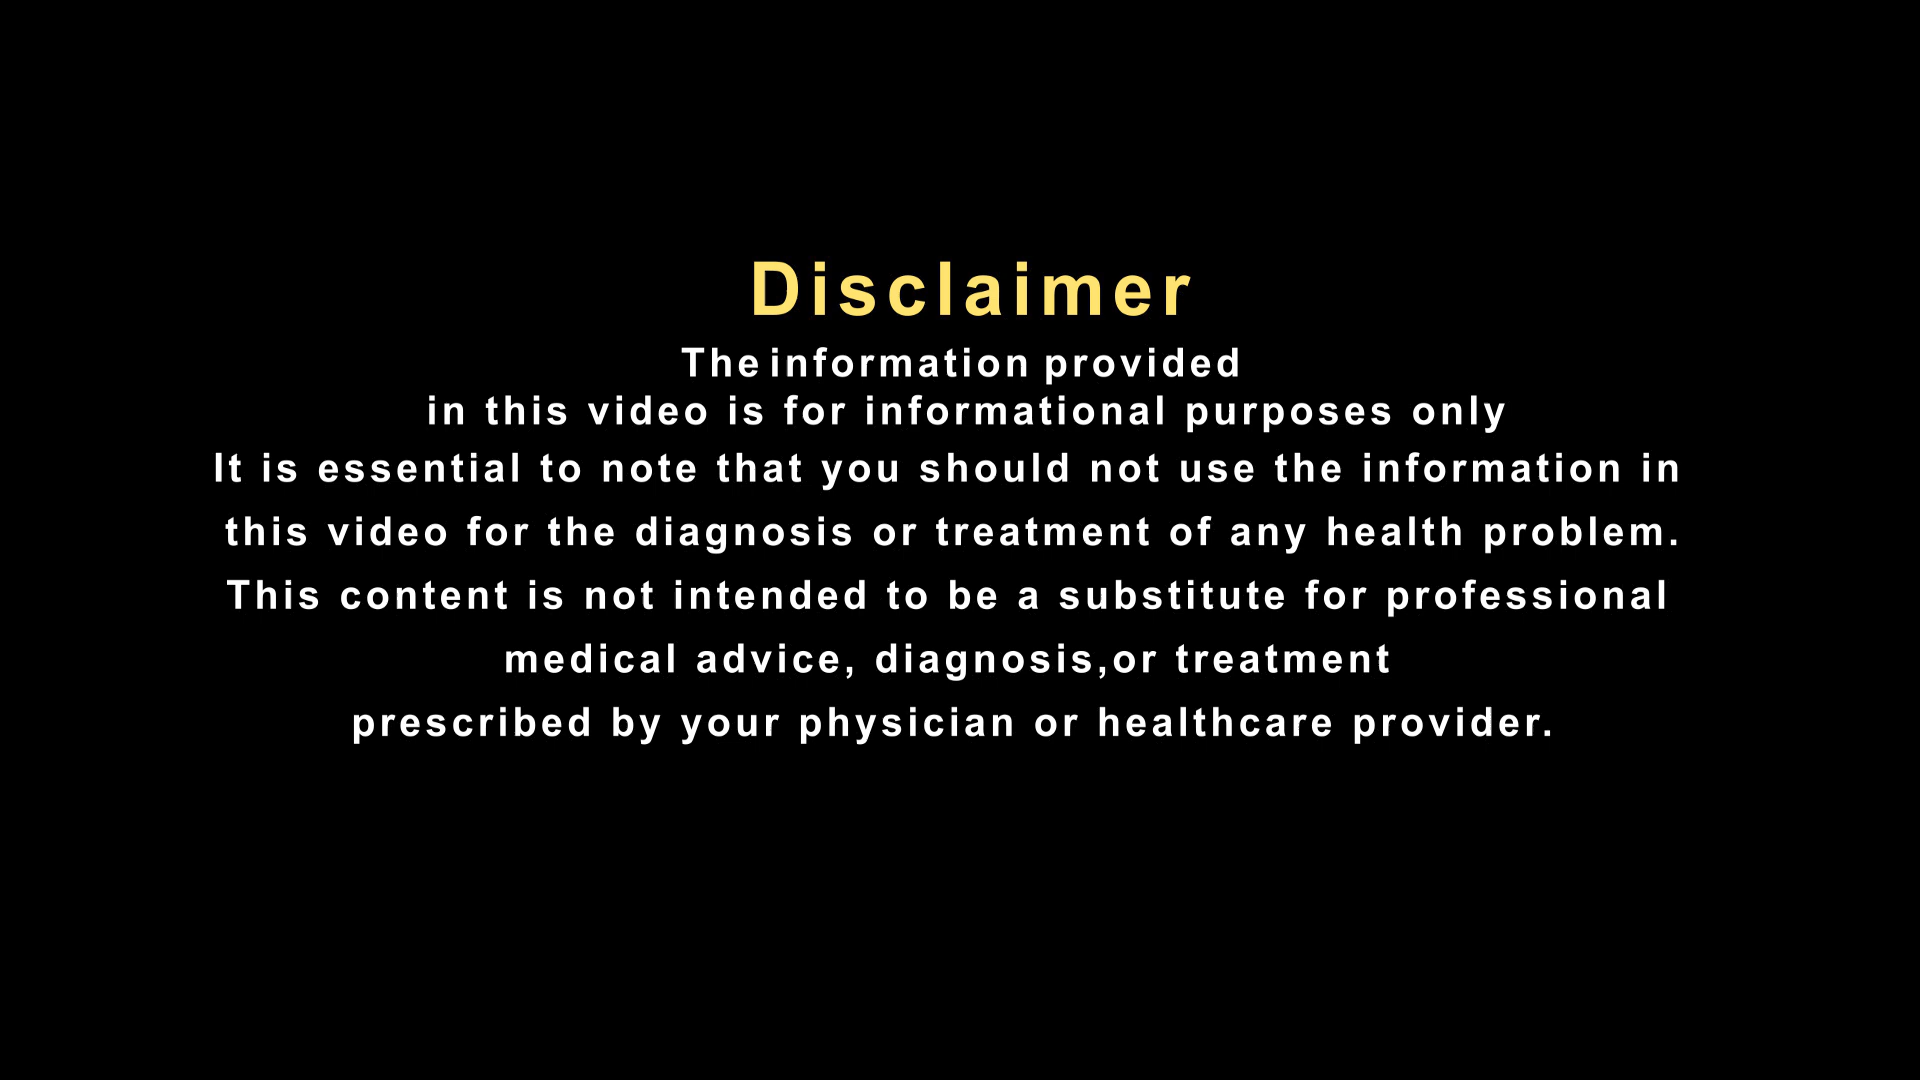 Disclaimer
The information provided
in this video is for informational purposes only
It is essential to note that you should not use the information in
this video for the diagnosis or treatment of any health problem.
This content is not intended to be a substitute for professional
medical advice, diagnosis,or treatment
prescribed by your physician or healthcare provider.